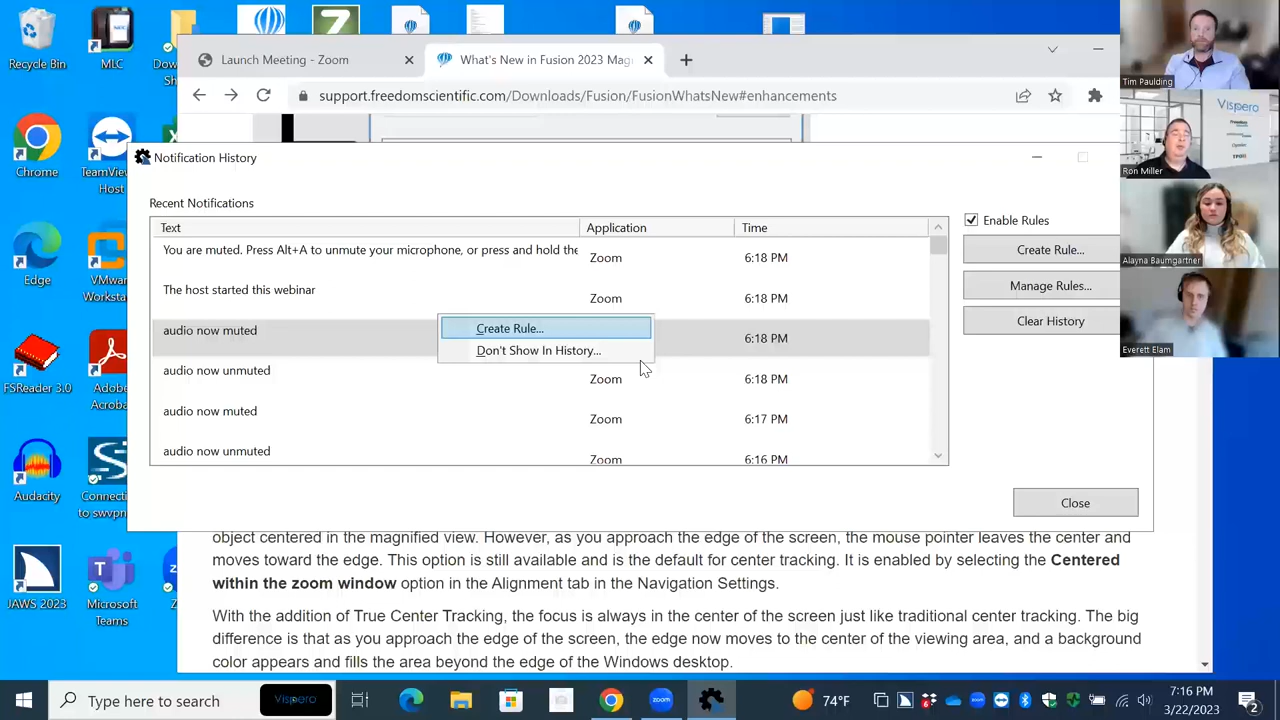 Recycle Bin
MLC
Chrome
TeamView
Host
Edge
VMwar
Worksta
FSReader 3.0
Adobe
Acroba
Audacity
Connecti
to swvpn
JAWS 2023
Microsoft
Teams
Launch Meeting - Zoom
What's New in Fusion 2023 Mag
support.freedoms
er.com/Downloads/Fusion/FusionWhatsNew#enhancements
Notification History
Recent Notifications
Text Application Time
You are muted. Press Alt+A to unmute your microphone, or press and hold the Zoom 6:18 PM
The host started this webinar Zoom 6:18 PM
audio now muted 6:18 PM
Create Rule...
Don't Show In History...
audio now unmuted Zoom 6:18 PM
audio now muted Zoom 6:17 PM
audio now unmuted Zoom 6:16 PM
Enable Rules
Create Rule...
Manage Rules...
Clear History
Close
object centered in the magnified view. However, as you approach the edge of the screen, the mouse pointer leaves the center and
moves toward the edge. This option is still available and is the default for center tracking. It is enabled by selecting the Centered
within the zoom window option in the Alignment tab in the Navigation Settings.
With the addition of True Center Tracking, the focus is always in the center of the screen just like traditional center tracking. The big
difference is that as you approach the edge of the screen, the edge now moves to the center of the viewing area, and a background
color appears and fills the area beyond the edge of the Windows desktop.
Tim Paulding
Vispero
TPGi
Ron Miller
Alayna Baumgartner
Everett Elam
Type here to search
Vispero
74°F
7:16 PM
3/22/2023
2